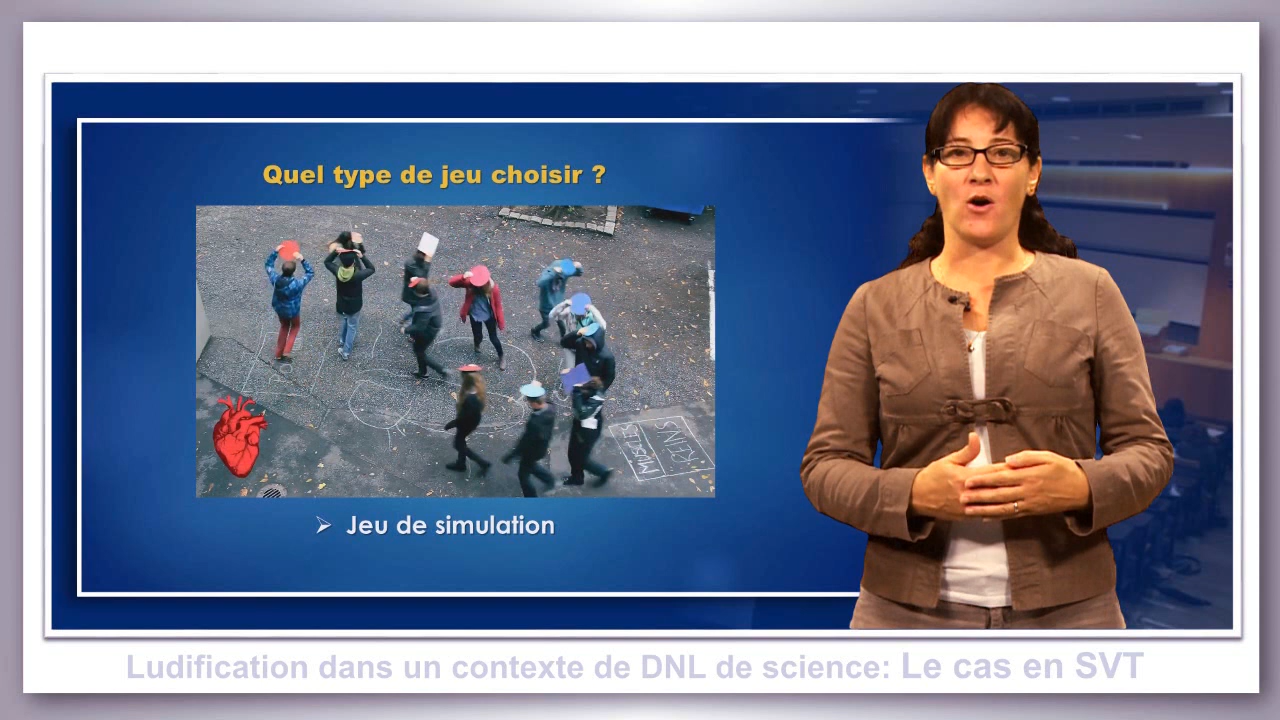 Quel type de jeu choisir ?
MUSCLES
REINS
➢ Jeu de simulation
Ludification dans un contexte de DNL de science: Le cas en SVT